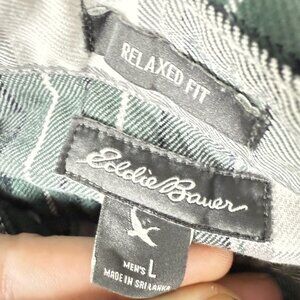 RELAXED FIT
Eddie Bauer
MEN'S L
MADE IN SRI LANKA